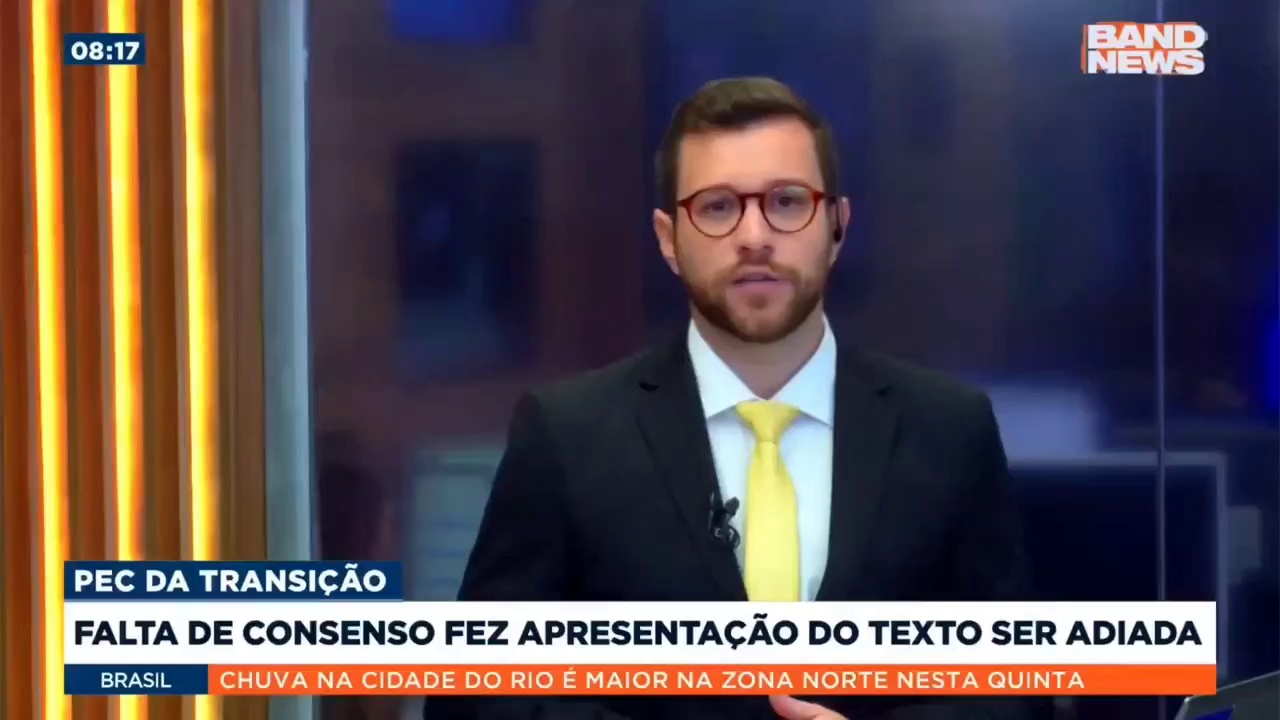 08:17
BAND
NEWS
PEC DA TRANSIÇÃO
FALTA DE CONSENSO FEZ APRESENTAÇÃO DO TEXTO SER ADIADA
BRASIL CHUVA NA CIDADE DO RIO É MAIOR NA ZONA NORTE NESTA QUINTA